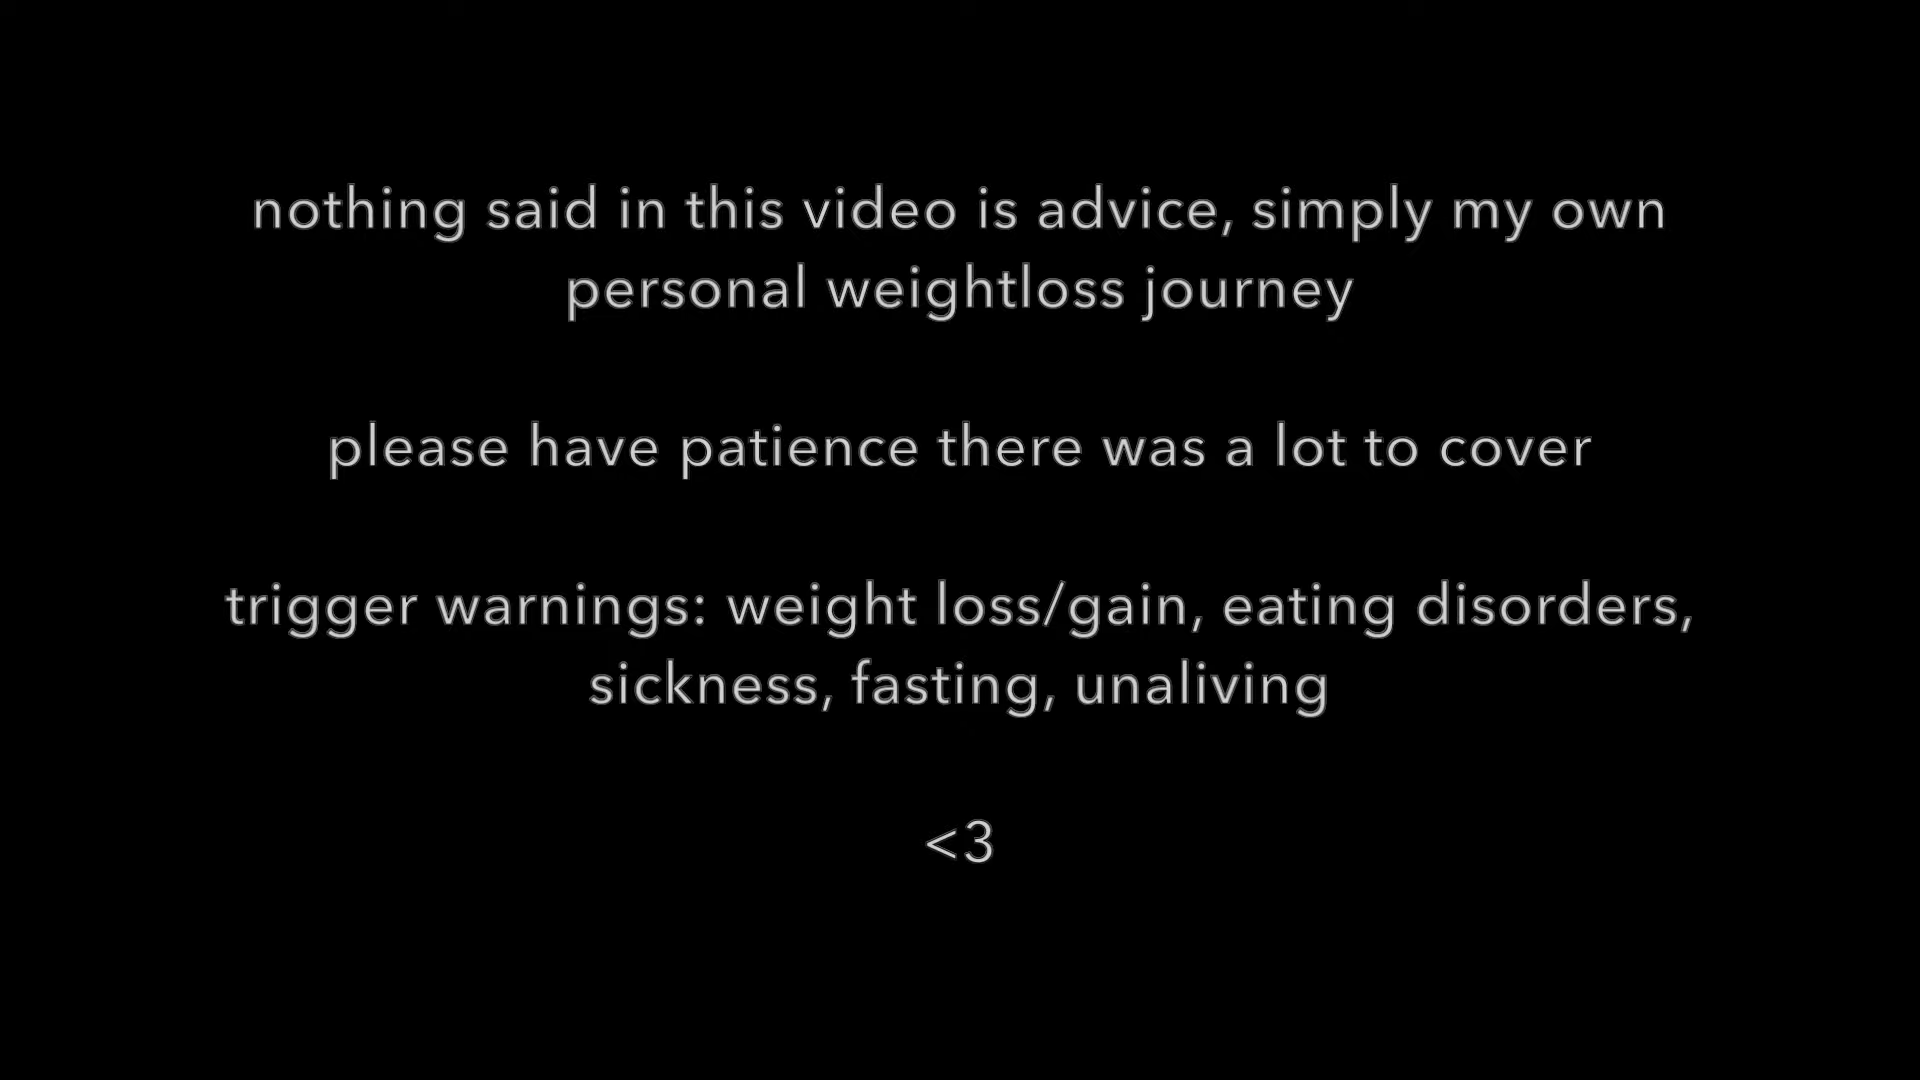 nothing said in this video is advice, simply my own
personal weightloss journey
please have patience there was a lot to cover
trigger warnings: weight loss/gain, eating disorders,
sickness, fasting, unaliving
<3